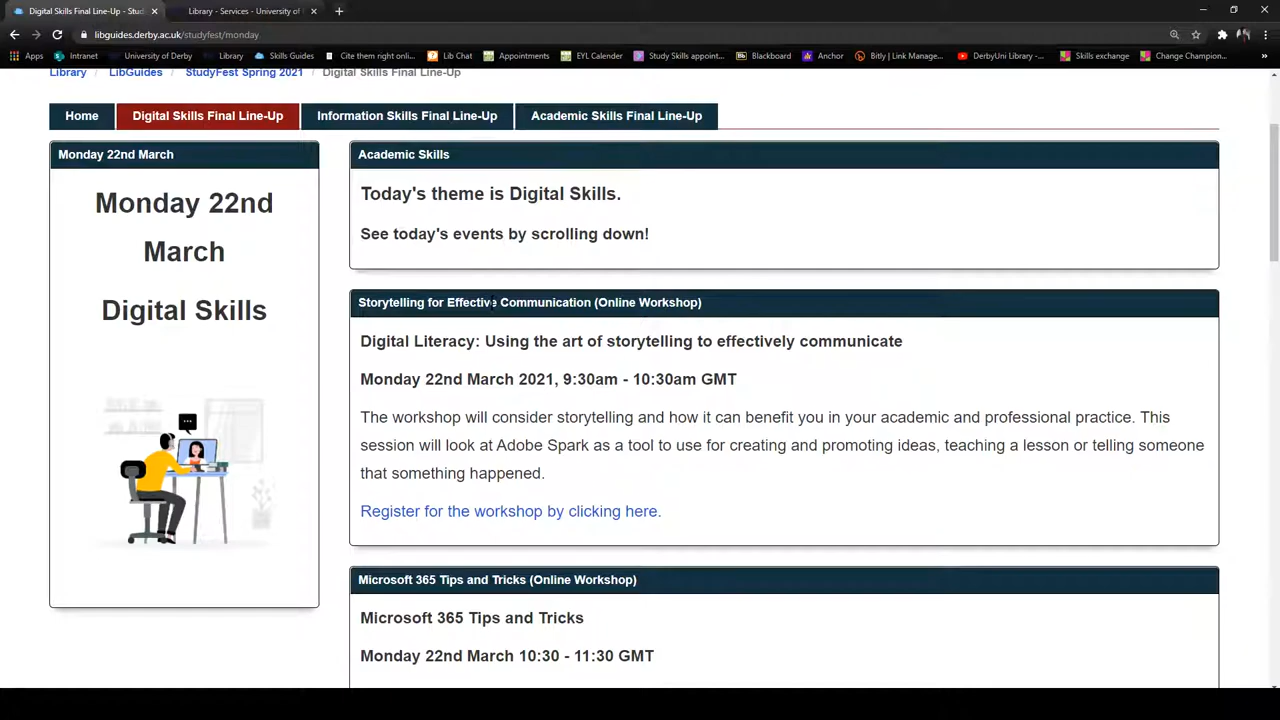 Digital Skills Final Line-Up - Stud
Library - Services - University of
libguides.derby.ac.uk/studyfest/monday
Apps
Intranet
University of Derby
Library
Skills Guides
Cite them right onlin...
Lib Chat
Appointments
EYL Calender
Study Skills appoint...
Blackboard
Anchor
Bitly | Link Manage...
DerbyUni Library -...
Skills exchange
Change Champion...
Library
LibGuides
StudyFest Spring 2021
Digital Skills Final Line-Up
Home
Digital Skills Final Line-Up
Information Skills Final Line-Up
Academic Skills Final Line-Up
Monday 22nd March
Monday 22nd
March
Digital Skills
Academic Skills
Today's theme is Digital Skills.
See today's events by scrolling down!
Storytelling for Effective Communication (Online Workshop)
Digital Literacy: Using the art of storytelling to effectively communicate
Monday 22nd March 2021, 9:30am - 10:30am GMT
The workshop will consider storytelling and how it can benefit you in your academic and professional practice. This
session will look at Adobe Spark as a tool to use for creating and promoting ideas, teaching a lesson or telling someone
that something happened.
Register for the workshop by clicking here.
Microsoft 365 Tips and Tricks (Online Workshop)
Microsoft 365 Tips and Tricks
Monday 22nd March 10:30 - 11:30 GMT